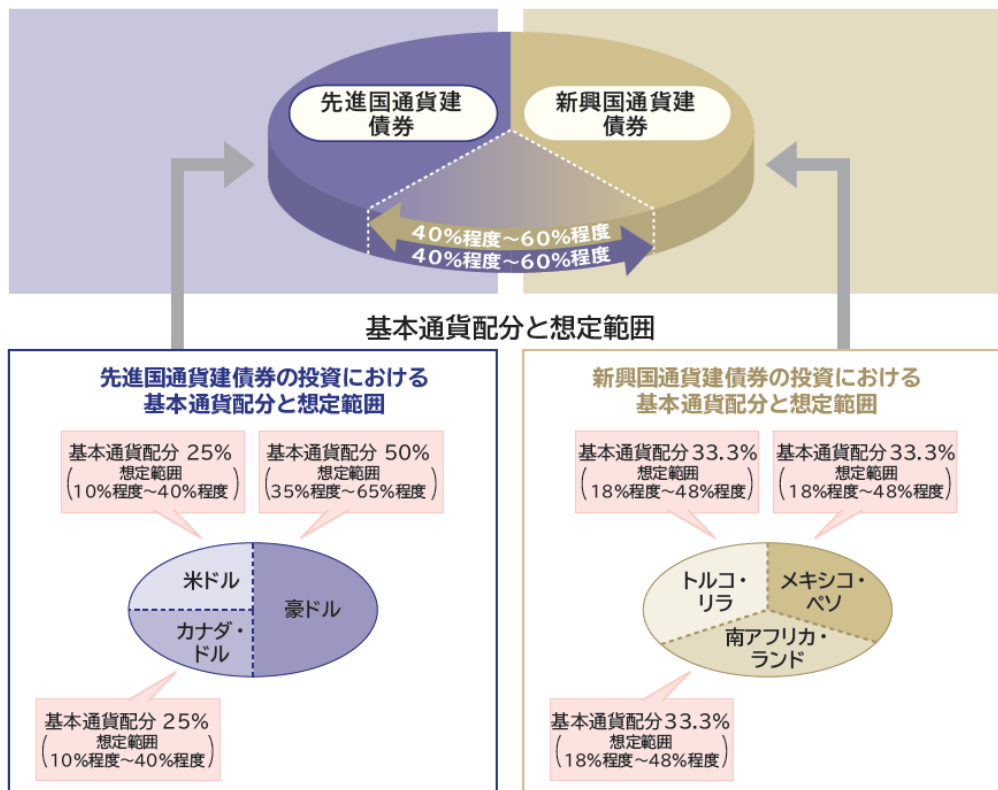 先進国通貨建
債券
新興国通貨建
債券
40%程度～60%程度
40%程度～60%程度
基本通貨配分と想定範囲
先進国通貨建債券の投資における
基本通貨配分と想定範囲
基本通貨配分 25%
想定範囲
(10%程度～40%程度)
基本通貨配分 50%
想定範囲
(35%程度～65%程度)
米ドル
豪ドル
カナダ・
ドル
基本通貨配分 25%
想定範囲
(10%程度～40%程度)
新興国通貨建債券の投資における
基本通貨配分と想定範囲
基本通貨配分 33.3%
想定範囲
(18%程度～48%程度)
基本通貨配分 33.3%
想定範囲
(18%程度～48%程度)
トルコ・
リラ
メキシコ・
ペソ
南アフリカ・
ランド
基本通貨配分 33.3%
想定範囲
(18%程度～48%程度)